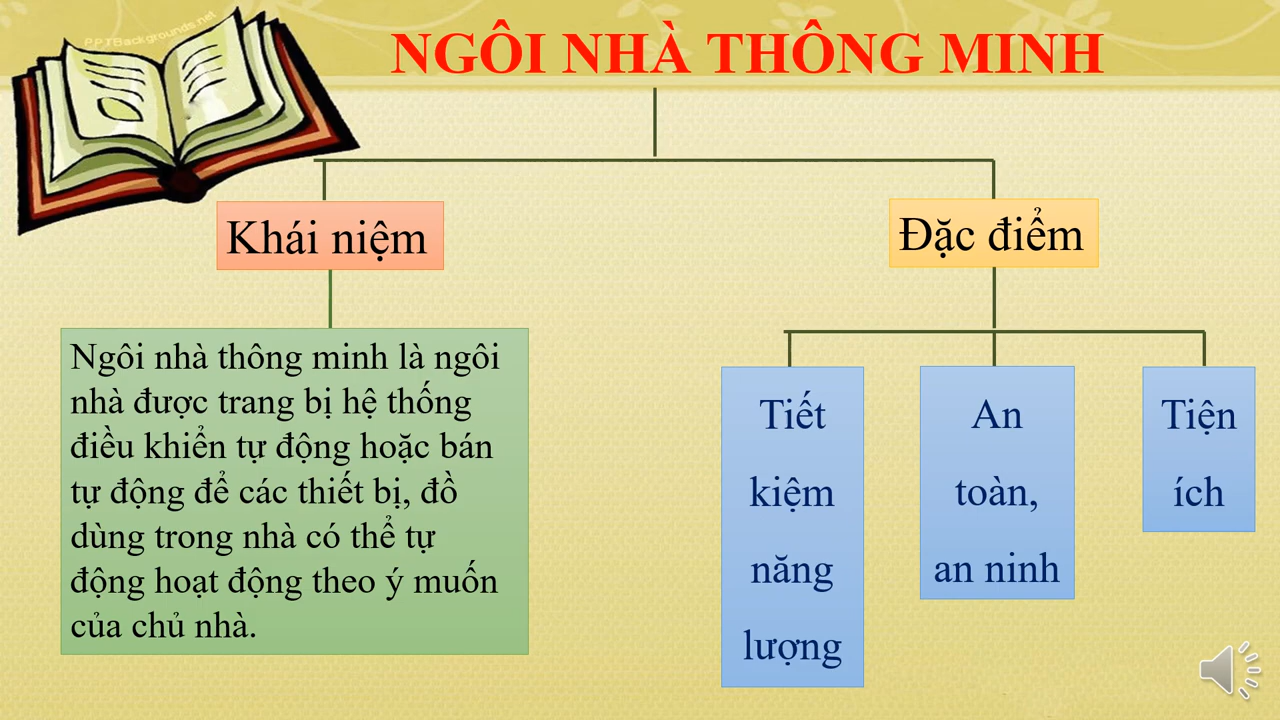 PPTBackgrounds.net
NGÔI NHÀ THÔNG MINH
Khái niệm
Đặc điểm
Ngôi nhà thông minh là ngôi
nhà được trang bị hệ thống
điều khiển tự động hoặc bán
tự động để các thiết bị, đồ
dùng trong nhà có thể tự
động hoạt động theo ý muốn
của chủ nhà.
Tiết
kiệm
năng
lượng
An
toàn,
an ninh
Tiện
ích